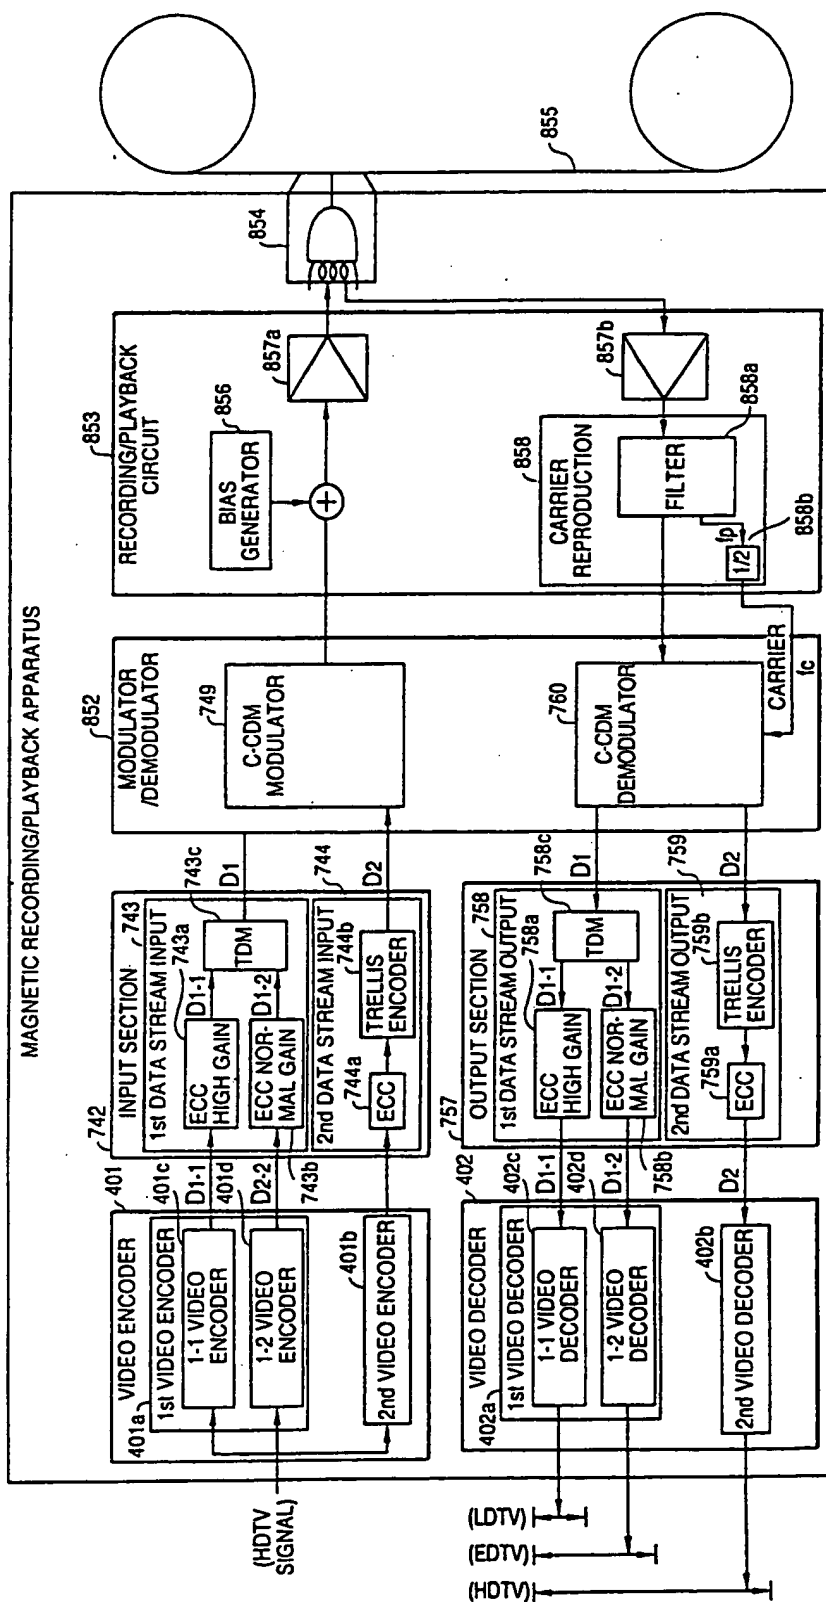 MAGNETIC RECORDING/PLAYBACK APPARATUS
(HDTV
SIGNAL)
401
VIDEO ENCODER
401a
1st VIDEO ENCODER
401c
1-1 VIDEO
ENCODER
401d
1-2 VIDEO
ENCODER
401b
2nd VIDEO ENCODER
D1-1
D2-2
742
INPUT SECTION
743
1st DATA STREAM INPUT
743a
ECC
HIGH GAIN
D1-1
743c
TDM
ECC NOR-
MAL GAIN
D1-2
743b
744
2nd DATA STREAM INPUT
744a
ECC
744b
TRELLIS
ENCODER
D1
D2
852
MODULATOR
/DEMODULATOR
749
C-CDM
MODULATOR
760
C-CDM
DEMODULATOR
CARRIER
fc
853
RECORDING/PLAYBACK
CIRCUIT
856
BIAS
GENERATOR
+
857a
854
855
857b
858
CARRIER
REPRODUCTION
858a
FILTER
fp
1/2
858b
757
OUTPUT SECTION
758
1st DATA STREAM OUTPUT
758a
ECC
HIGH GAIN
D1-1
758c
TDM
D1
ECC NOR-
MAL GAIN
D1-2
758b
759
2nd DATA STREAM OUTPUT
759a
ECC
759b
TRELLIS
ENCODER
D2
D1-1
D1-2
D2
402
VIDEO DECODER
402a
1st VIDEO DECODER
402c
1-1 VIDEO
DECODER
402d
1-2 VIDEO
DECODER
402b
2nd VIDEO DECODER
(LDTV)
(EDTV)
(HDTV)